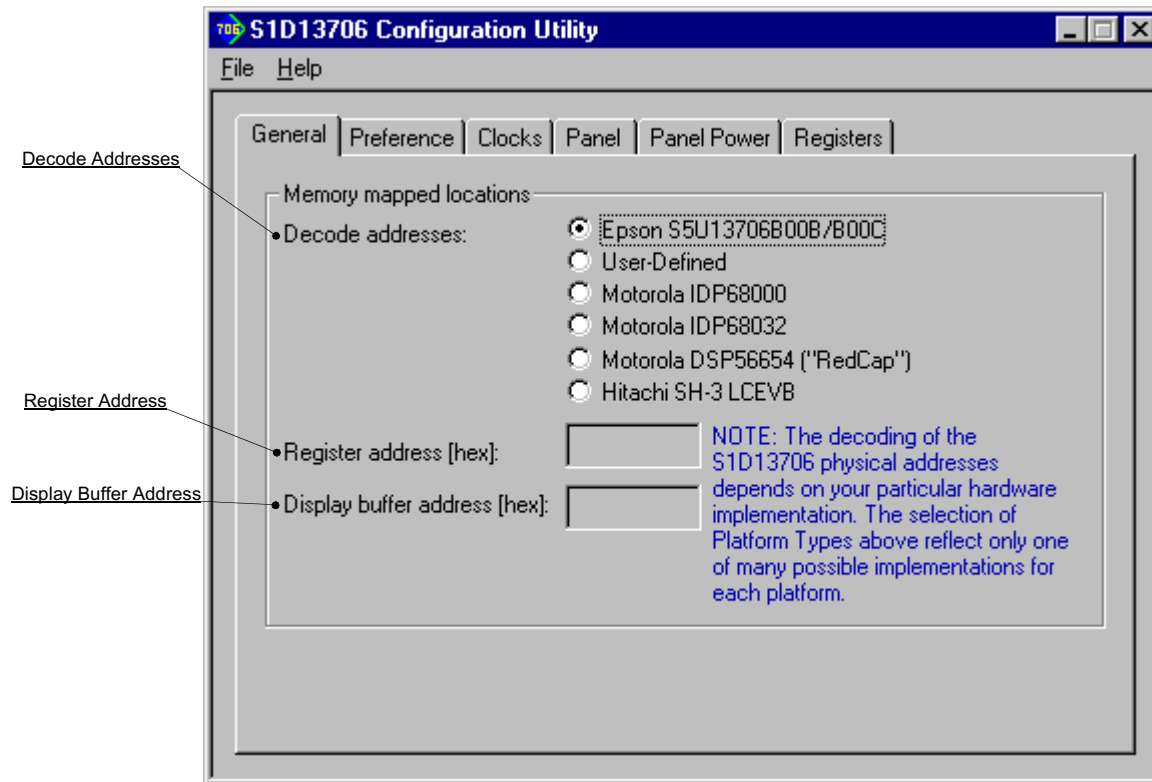 706 S1D13706 Configuration Utility
File Help
General Preference Clocks Panel Panel Power Registers
Decode Addresses
Memory mapped locations
Decode addresses:
Epson S5U13706B00B/B00C
User-Defined
Motorola IDP68000
Motorola IDP68032
Motorola DSP56654 ("RedCap")
Hitachi SH-3 LCEVB
Register Address
Register address [hex]:
Display Buffer Address
Display buffer address [hex]:
NOTE: The decoding of the
S1D13706 physical addresses
depends on your particular hardware
implementation. The selection of
Platform Types above reflect only one
of many possible implementations for
each platform.